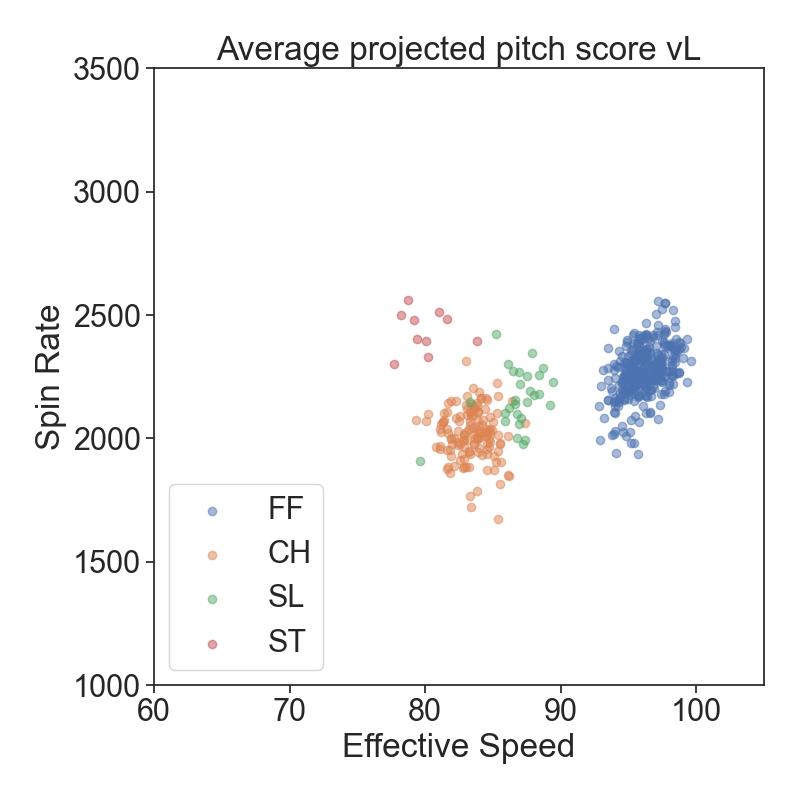 Average projected pitch score vL
3500
3000
2500
2000
1500
1000
Spin Rate
FF
CH
SL
ST
60
70
80
90
100
Effective Speed